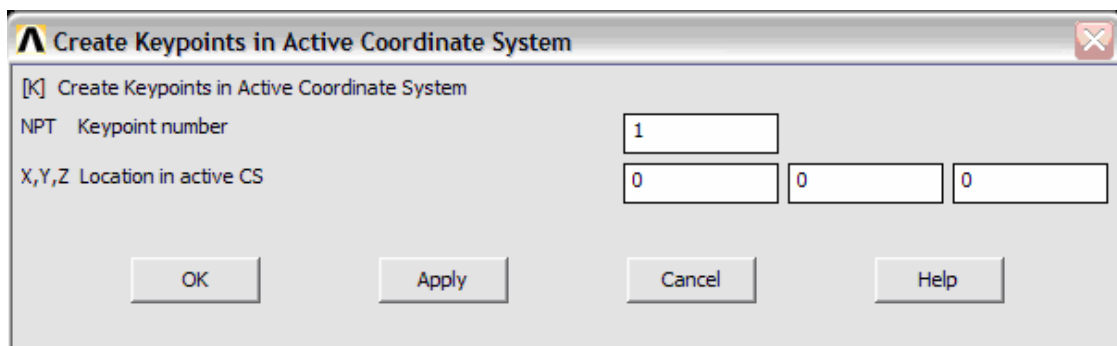 Create Keypoints in Active Coordinate System
[K] Create Keypoints in Active Coordinate System
NPT Keypoint number 1
X,Y,Z Location in active CS 0 0 0
OK Apply Cancel Help